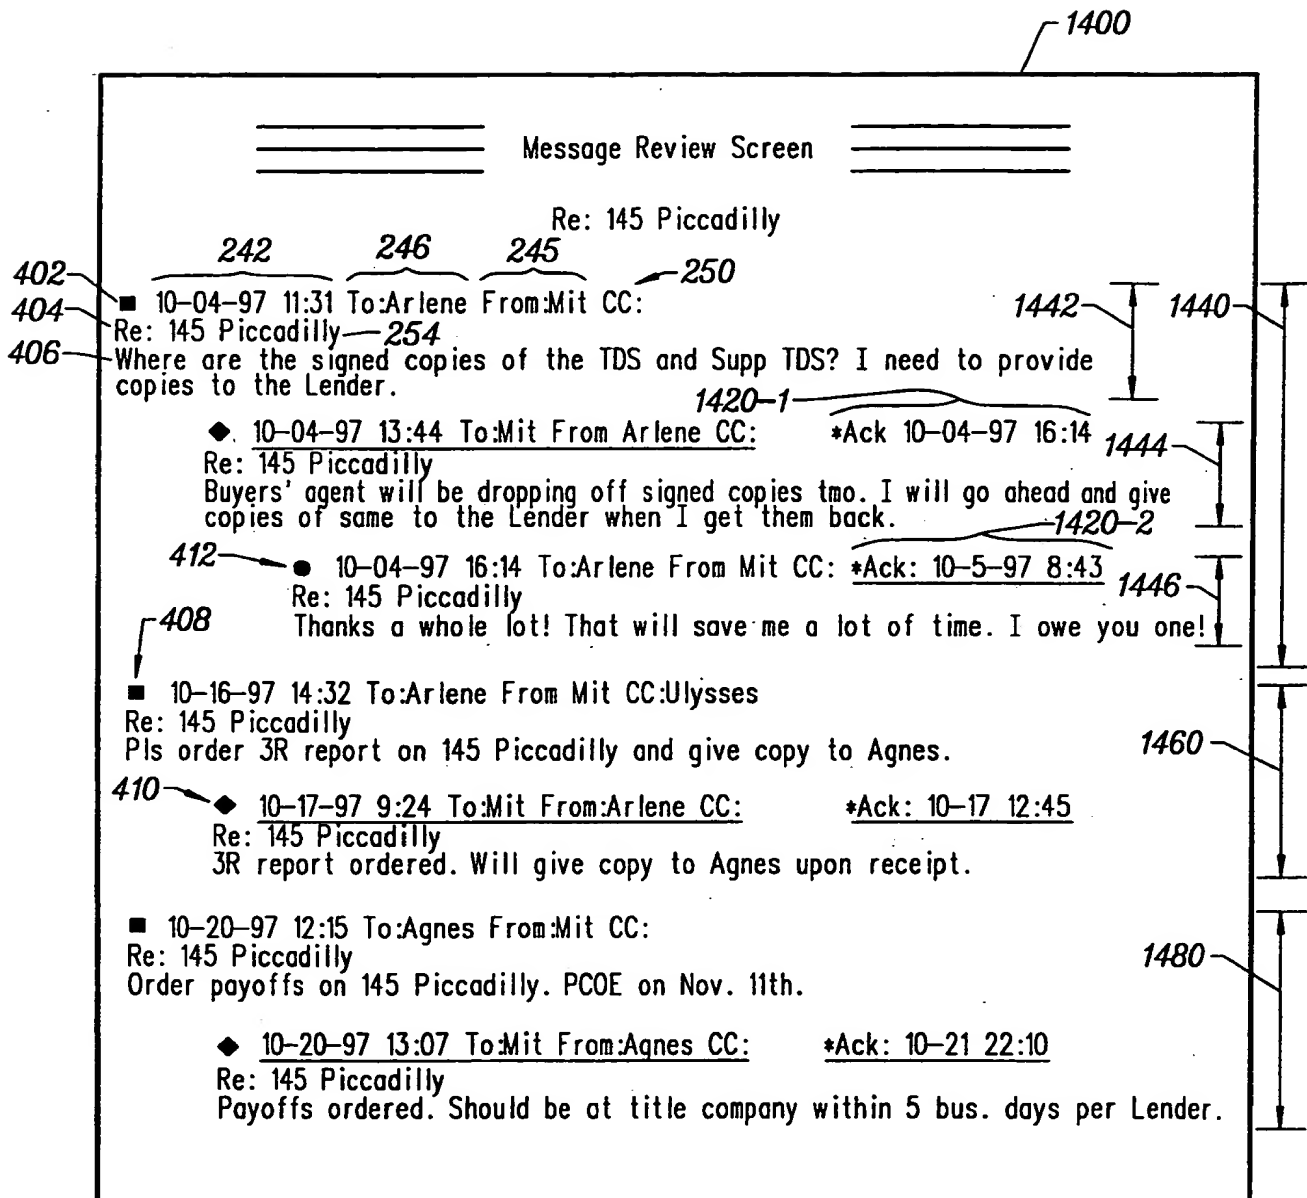 1400
Message Review Screen
Re: 145 Piccadilly
242 246 245
402 250
10-04-97 11:31 To:Arlene From:Mit CC:
1442 1440
404 Re: 145 Piccadilly 254
406 Where are the signed copies of the TDS and Supp TDS? I need to provide
copies to the Lender.
1420-1
10-04-97 13:44 To:Mit From Arlene CC: *Ack 10-04-97 16:14
1444
Re: 145 Piccadilly
Buyers' agent will be dropping off signed copies tmo. I will go ahead and give
copies of same to the Lender when I get them back.
1420-2
412
10-04-97 16:14 To:Arlene From Mit CC: *Ack: 10-5-97 8:43
1446
Re: 145 Piccadilly
Thanks a whole lot! That will save me a lot of time. I owe you one!
408
10-16-97 14:32 To:Arlene From Mit CC:Ulysses
Re: 145 Piccadilly
Pls order 3R report on 145 Piccadilly and give copy to Agnes.
1460
410
10-17-97 9:24 To:Mit From:Arlene CC: *Ack: 10-17 12:45
Re: 145 Piccadilly
3R report ordered. Will give copy to Agnes upon receipt.
10-20-97 12:15 To:Agnes From:Mit CC:
Re: 145 Piccadilly
1480
Order payoffs on 145 Piccadilly. PCOE on Nov. 11th.
10-20-97 13:07 To:Mit From:Agnes CC: *Ack: 10-21 22:10
Re: 145 Piccadilly
Payoffs ordered. Should be at title company within 5 bus. days per Lender.